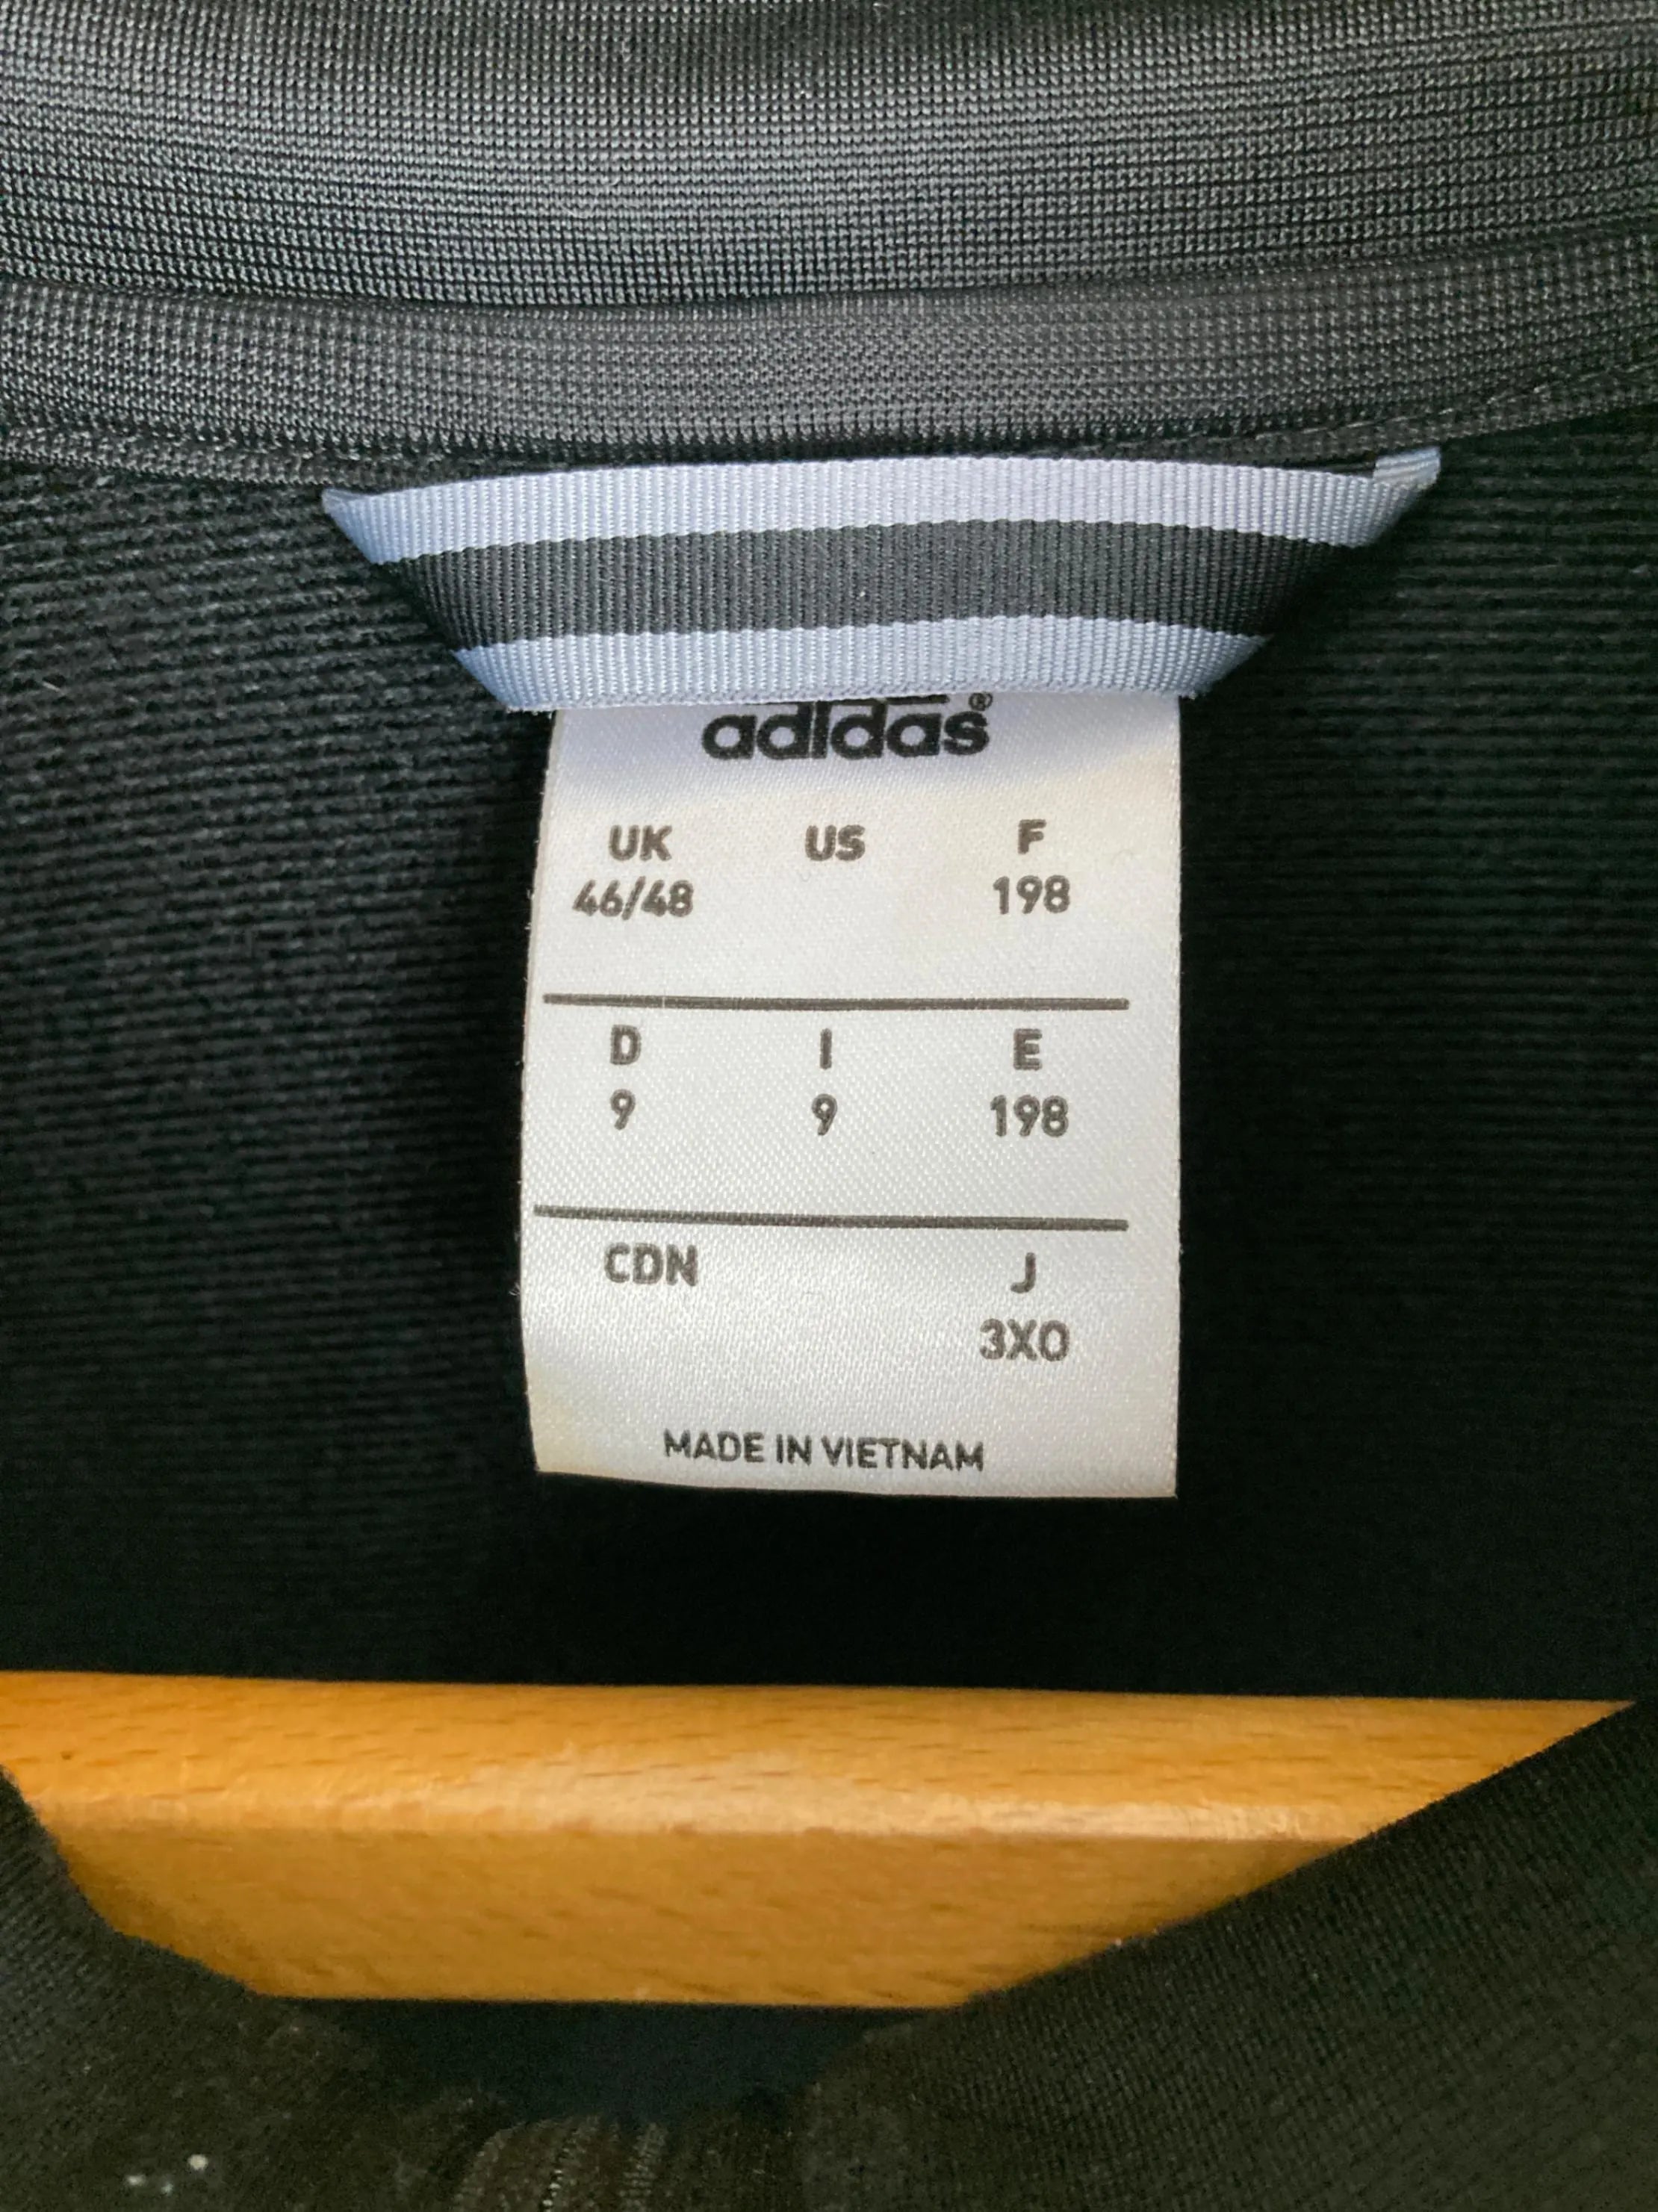 adidas®
UK US F
46/48 198
D I E
9 9 198
CDN J
3XO
MADE IN VIETNAM